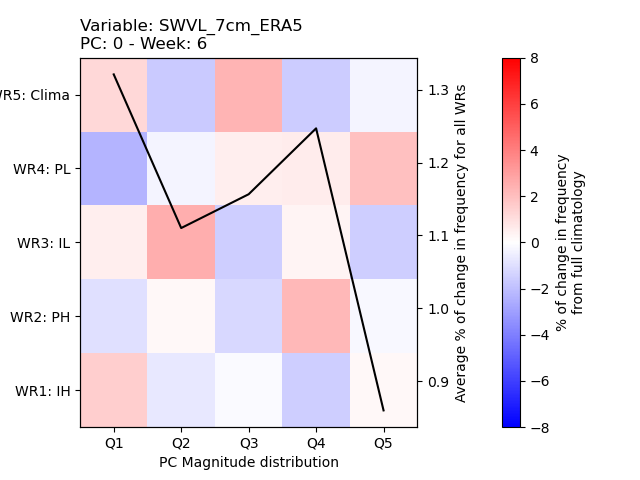 Variable: SWVL_7cm_ERA5
PC: 0 - Week: 6
R5: Clima
WR4: PL
WR3: IL
WR2: PH
WR1: IH
Q1 Q2 Q3 Q4 Q5
PC Magnitude distribution
1.3
1.2
1.1
1.0
0.9
Average % of change in frequency for all WRs
8
6
4
2
0
−2
−4
−6
−8
% of change in frequency
from full climatology